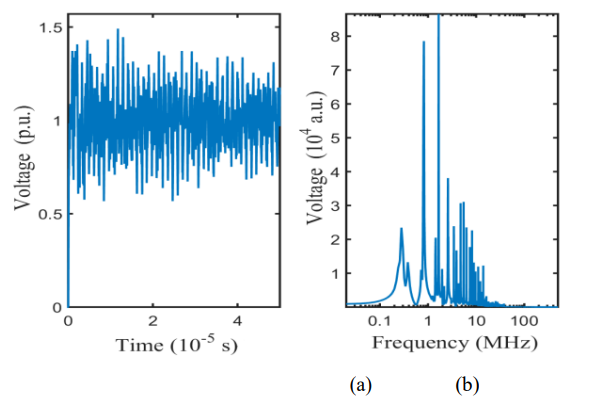 1.5
1
0.5
0
0 2 4
Voltage (p.u.)
Time (10⁻⁵ s)
8
7
6
5
4
3
2
1
0.1 1 10 100
Voltage (10⁴ a.u.)
Frequency (MHz)
(a) (b)